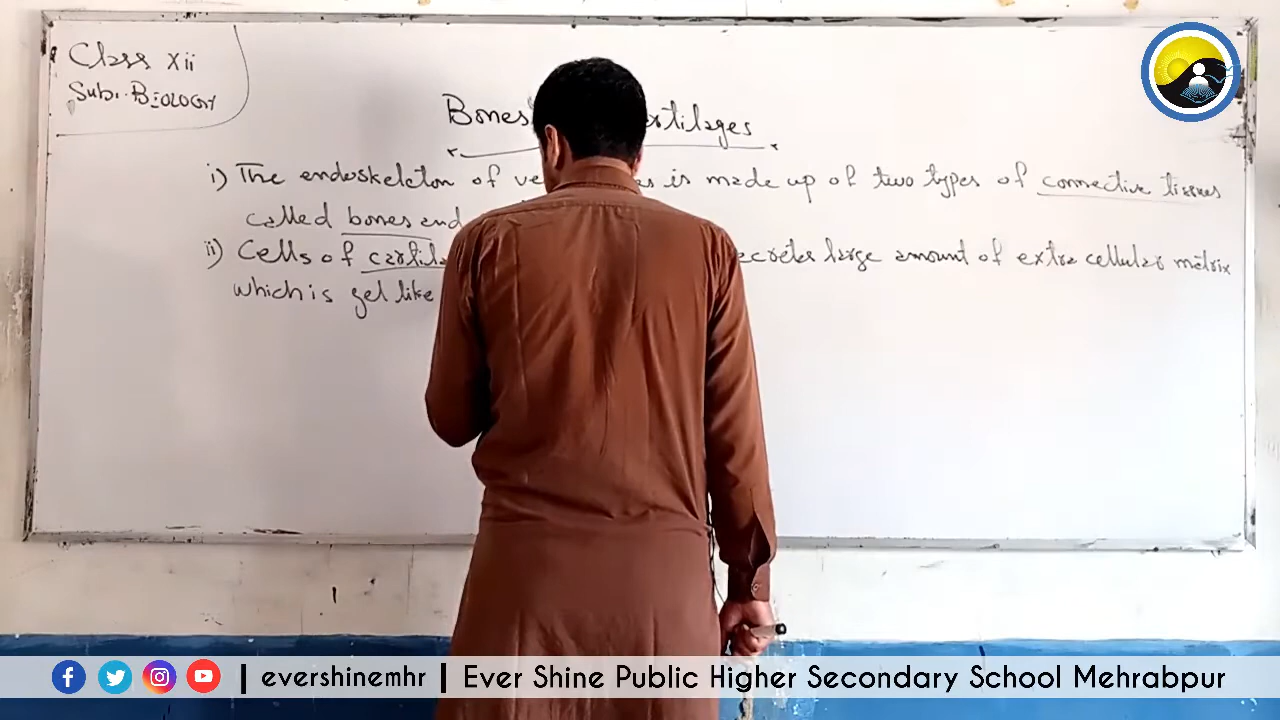 Class Xii
Sub: BIOLOGY
Bones rtilages
i) The endoskeleton of ve s is made up of two types of connective tissues
called bones and
ii) Cells of cartila ecretes large amount of extra cellular matrix
which is gel like
| evershinemhr | Ever Shine Public Higher Secondary School Mehrabpur